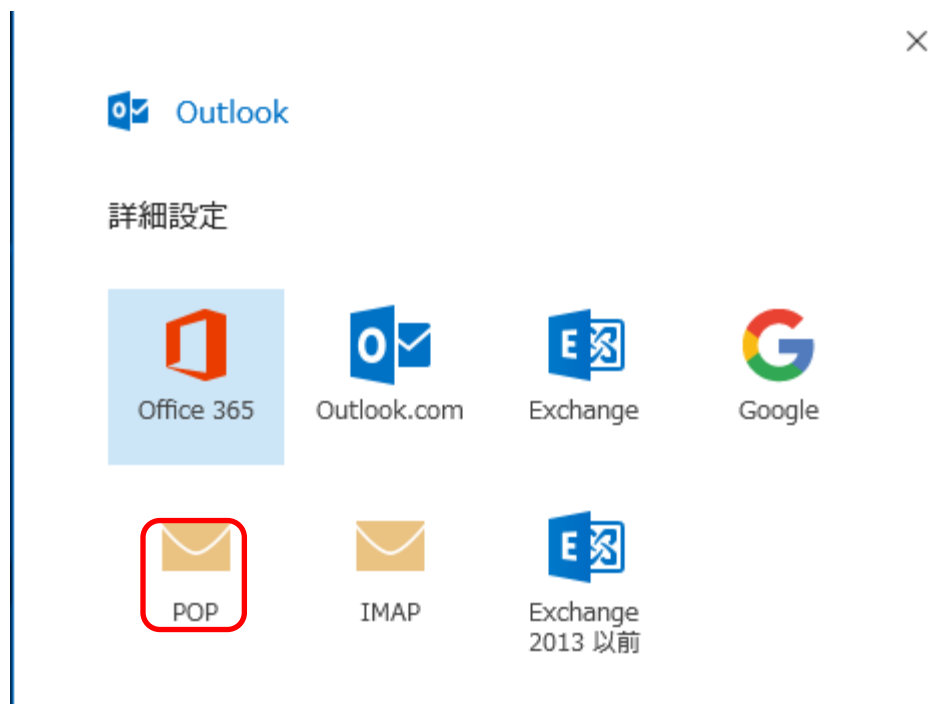 Outlook
詳細設定
Office 365
Outlook.com
Exchange
Google
POP
IMAP
Exchange
2013 以前